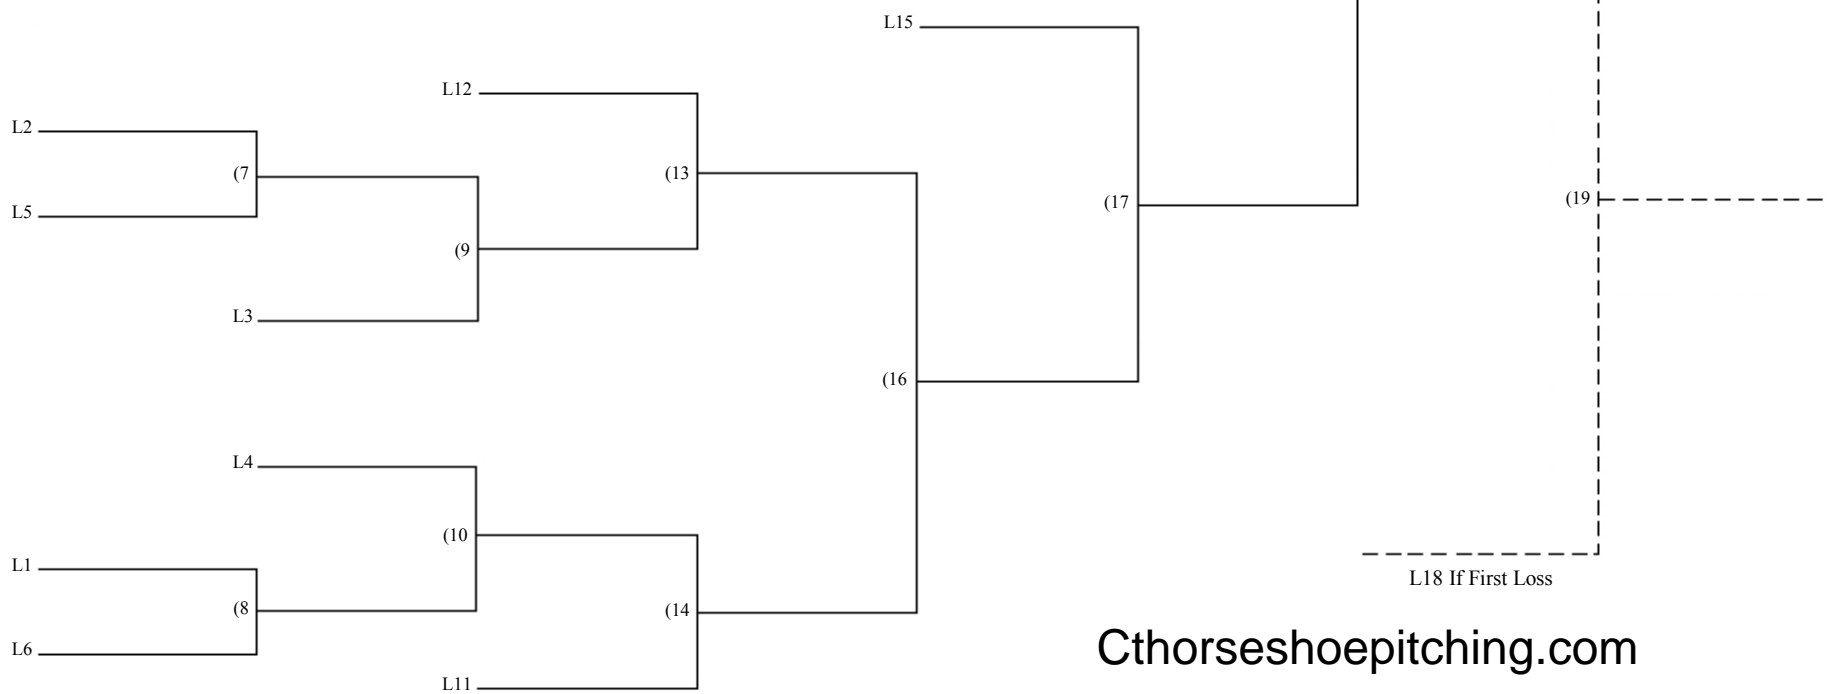 L15
L12
L2
(7
(13
L5
(17
(19
(9
L3
(16
L4
(10
L1
(8
(14
L18 If First Loss
L6
Cthorseshoepitching.com
L11